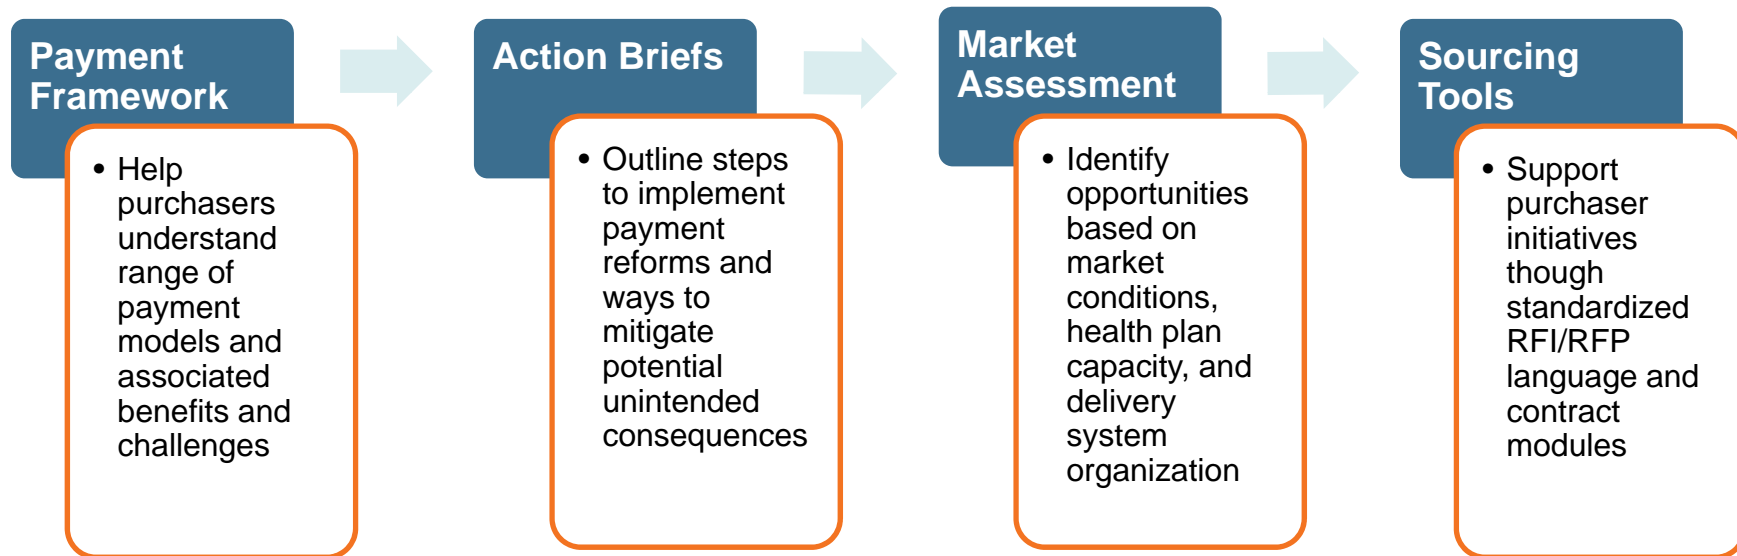 Payment
Framework
• Help
purchasers
understand
range of
payment
models and
associated
benefits and
challenges
Action Briefs
• Outline steps
to implement
payment
reforms and
ways to
mitigate
potential
unintended
consequences
Market
Assessment
• Identify
opportunities
based on
market
conditions,
health plan
capacity, and
delivery
system
organization
Sourcing
Tools
• Support
purchaser
initiatives
though
standardized
RFI/RFP
language and
contract
modules